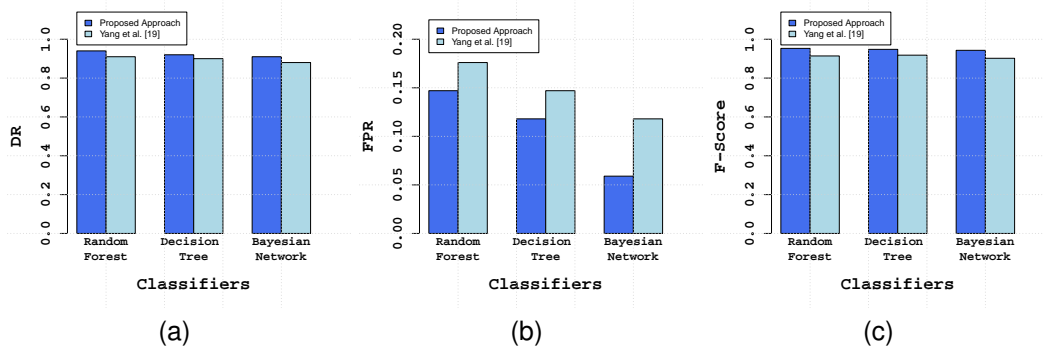 Proposed Approach
Yang et al. [19]
DR
0.0 0.2 0.4 0.6 0.8 1.0
Random Forest
Decision Tree
Bayesian Network
Classifiers
(a)
Proposed Approach
Yang et al. [19]
FPR
0.00 0.05 0.10 0.15 0.20
Random Forest
Decision Tree
Bayesian Network
Classifiers
(b)
Proposed Approach
Yang et al. [19]
F-Score
0.0 0.2 0.4 0.6 0.8 1.0
Random Forest
Decision Tree
Bayesian Network
Classifiers
(c)